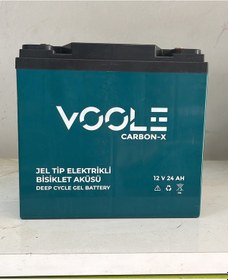 VOOLE
CARBON-X
JEL TİP ELEKTRİKLİ
BİSİKLET AKÜSÜ
DEEP CYCLE GEL BATTERY
12 V 24 AH